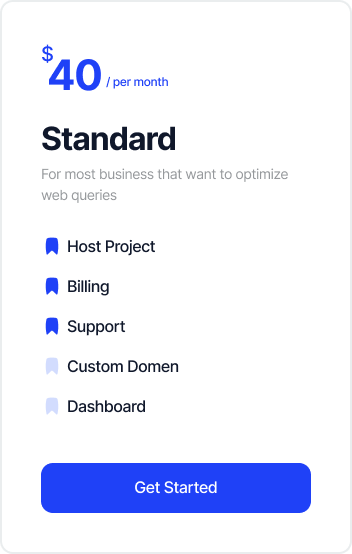 $40 / per month
Standard
For most business that want to optimize
web queries
Host Project
Billing
Support
Custom Domen
Dashboard
Get Started